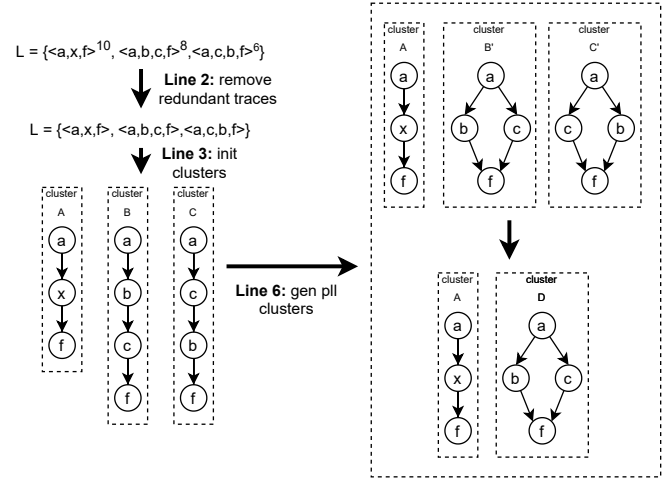 L = {<a,x,f>10, <a,b,c,f>8,<a,c,b,f>6}
Line 2: remove
redundant traces
L = {<a,x,f>, <a,b,c,f>,<a,c,b,f>}
Line 3: init
clusters
cluster
A
a
x
f
cluster
B
a
b
c
f
cluster
C
a
c
b
f
Line 6: gen pll
clusters
cluster
A
a
x
f
cluster
B'
a
b c
f
cluster
C'
a
c b
f
cluster
A
a
x
f
cluster
D
a
b c
f